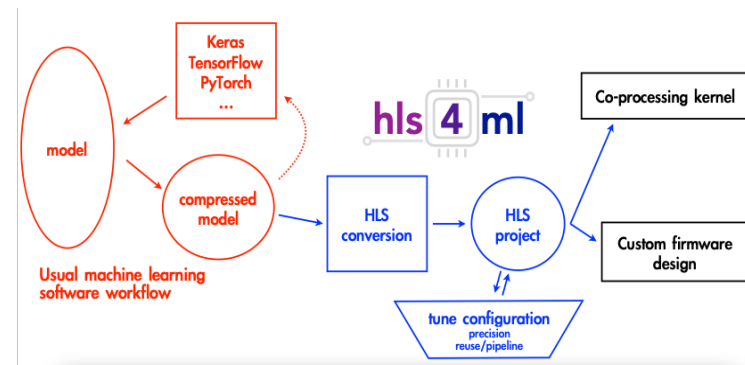 Keras
TensorFlow
PyTorch
...
model
compressed
model
Usual machine learning
software workflow
hls 4 ml
HLS
conversion
HLS
project
tune configuration
precision
reuse/pipeline
Co-processing kernel
Custom firmware
design